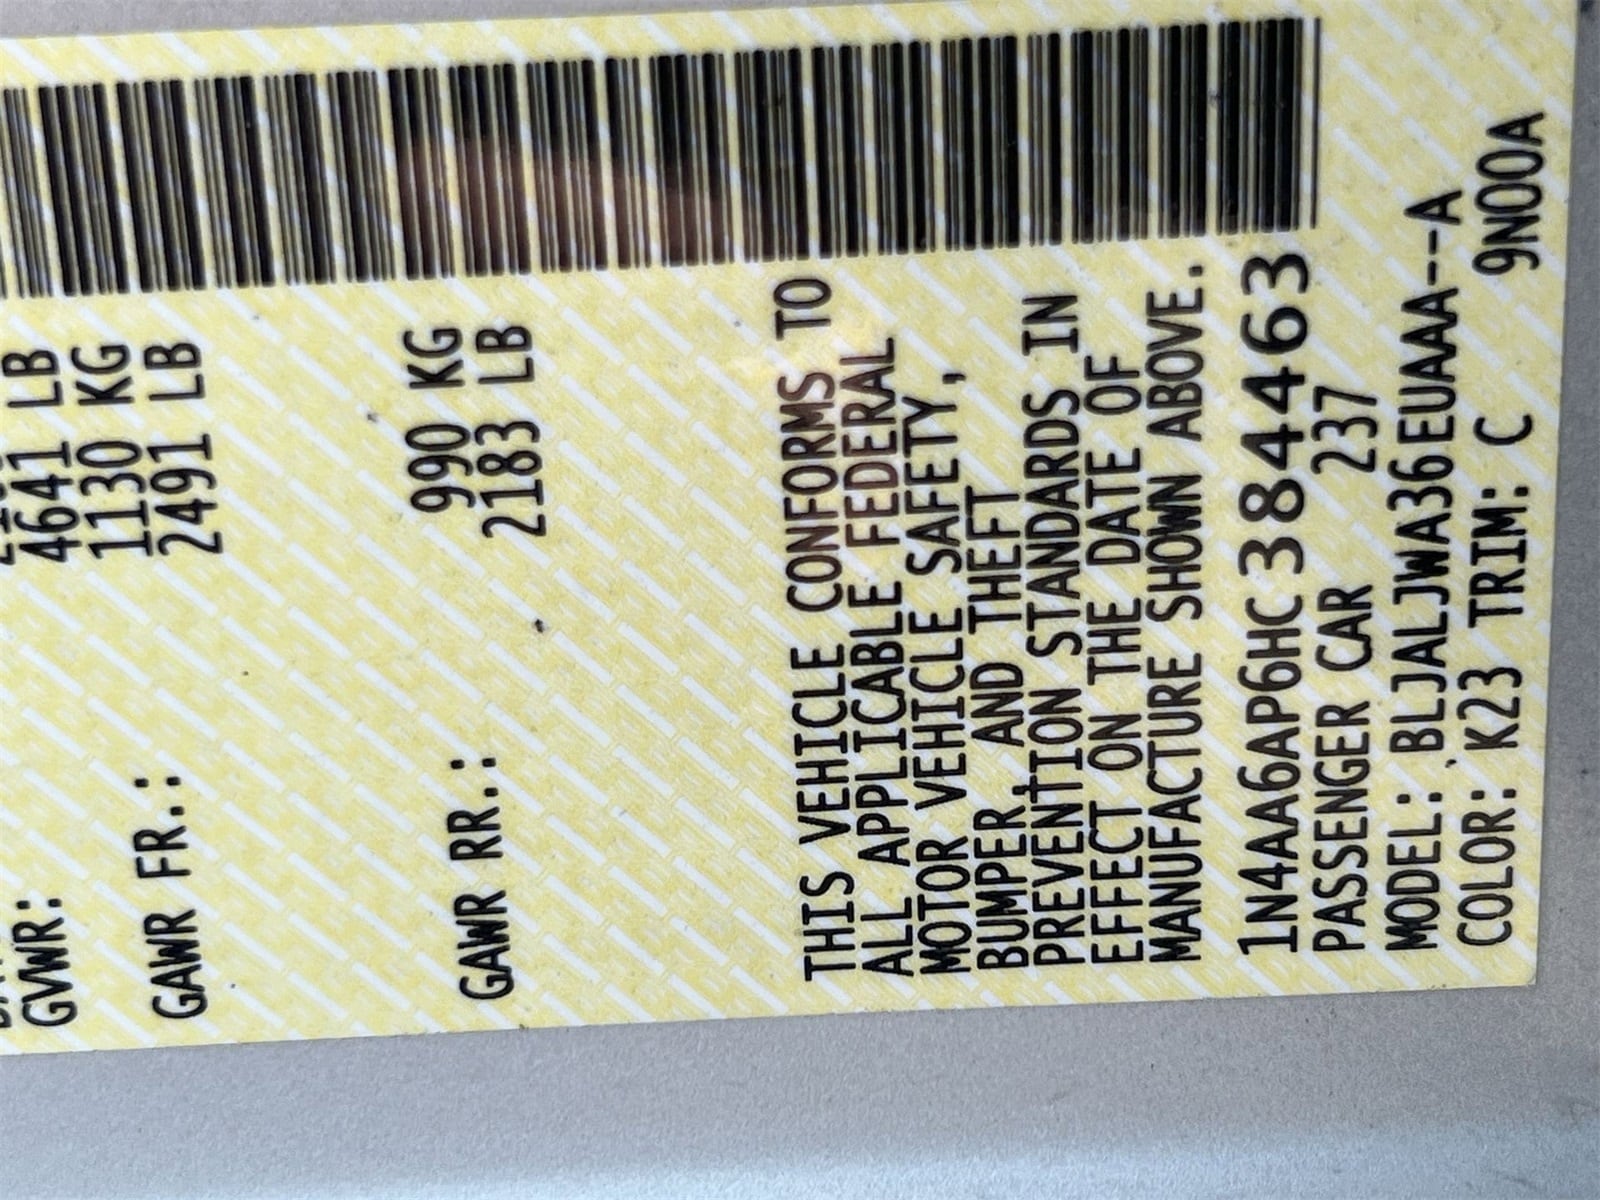 GVWR: 4641 LB
GAWR FR.: 1130 KG
2491 LB
GAWR RR.: 990 KG
2183 LB
THIS VEHICLE CONFORMS TO
ALL APPLICABLE FEDERAL
MOTOR VEHICLE SAFETY,
BUMPER, AND THEFT
PREVENTION STANDARDS IN
EFFECT ON THE DATE OF
MANUFACTURE SHOWN ABOVE.
1N4AA6AP6HC384463
PASSENGER CAR 237
MODEL: BLJALJWA36EUAAA--A
COLOR: K23 TRIM: C 9N00A